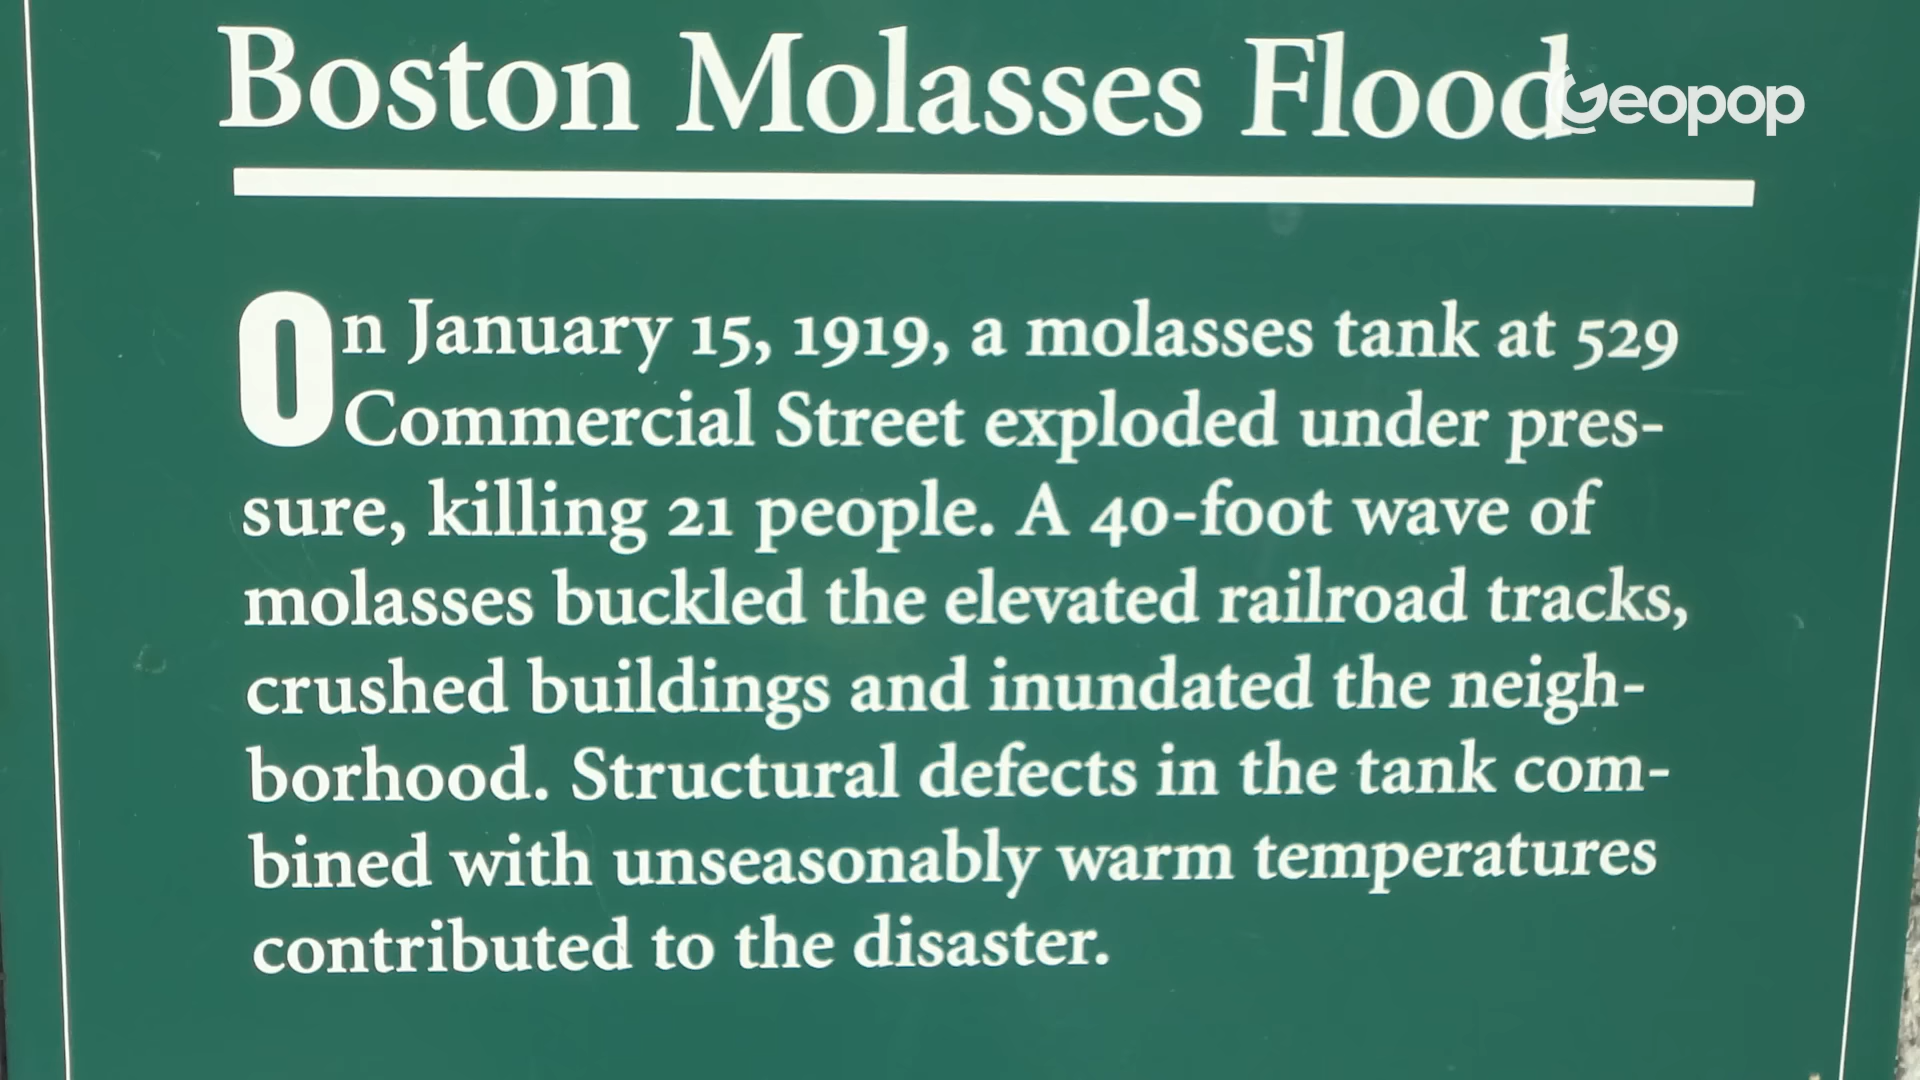 Boston Molasses Flood
Geopop
On January 15, 1919, a molasses tank at 529
Commercial Street exploded under pres-
sure, killing 21 people. A 40-foot wave of
molasses buckled the elevated railroad tracks,
crushed buildings and inundated the neigh-
borhood. Structural defects in the tank com-
bined with unseasonably warm temperatures
contributed to the disaster.